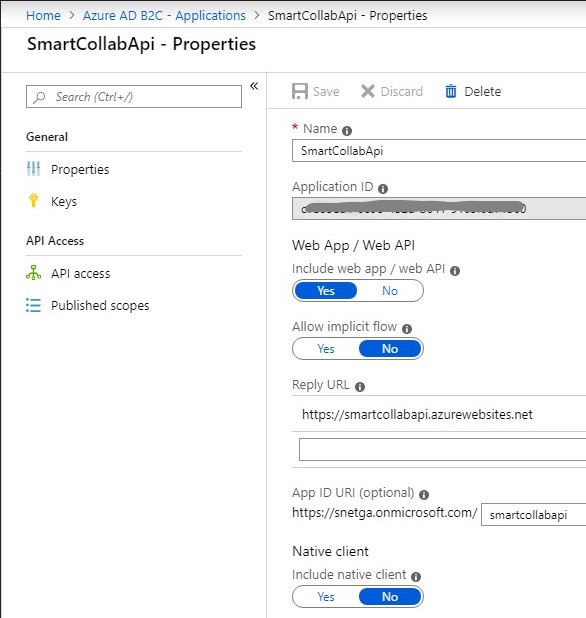 Home > Azure AD B2C - Applications > SmartCollabApi - Properties
SmartCollabApi - Properties
Search (Ctrl+/)
«
General
Properties
Keys
API Access
API access
Published scopes
Save Discard Delete
* Name
SmartCollabApi
Application ID
Web App / Web API
Include web app / web API
Yes No
Allow implicit flow
Yes No
Reply URL
https://smartcollabapi.azurewebsites.net
App ID URI (optional)
https://snetga.onmicrosoft.com/ smartcollabapi
Native client
Include native client
Yes No